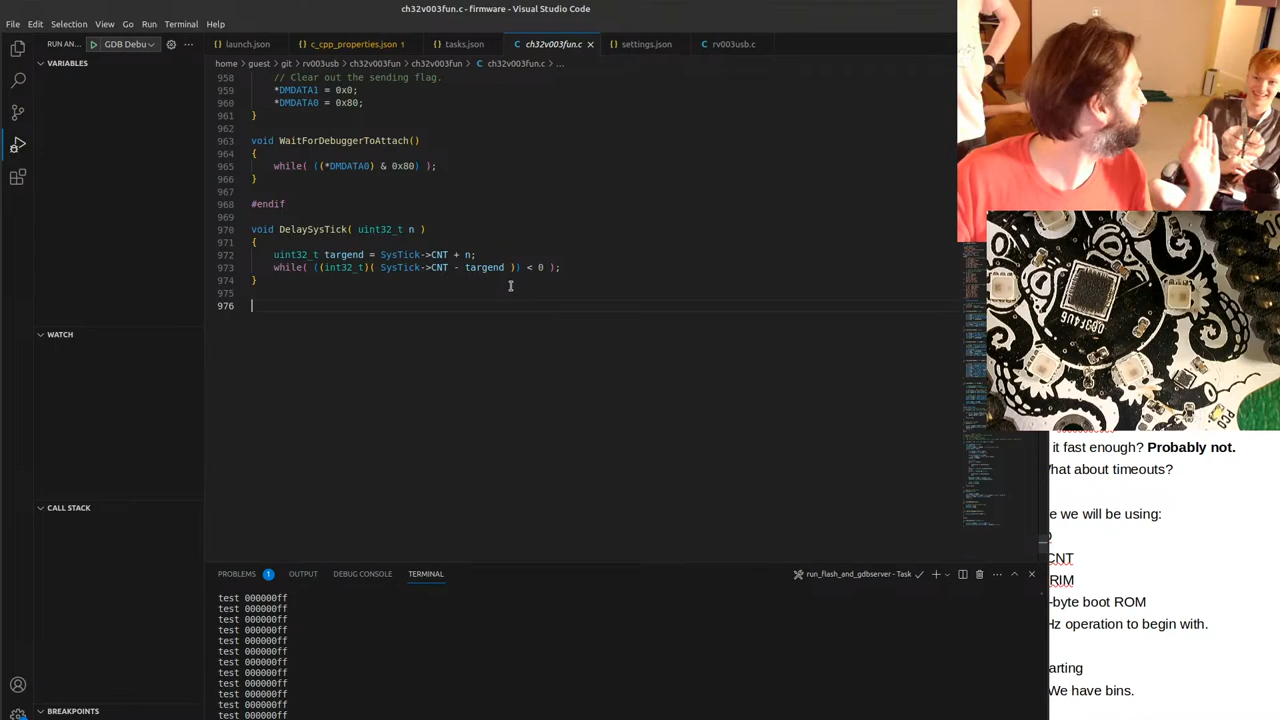 ch32v003fun.c - firmware - Visual Studio Code
File Edit Selection View Go Run Terminal Help
RUN AN... GDB Debu
launch.json c_cpp_properties.json 1 tasks.json ch32v003fun.c settings.json rv003usb.c
home > guest > git > rv003usb > ch32v003fun > ch32v003fun > C ch32v003fun.c > ...
VARIABLES
WATCH
CALL STACK
BREAKPOINTS
958 // Clear out the sending flag.
959 *DMDATA1 = 0x0;
960 *DMDATA0 = 0x80;
961 }
962
963 void WaitForDebuggerToAttach()
964 {
965 while( ((*DMDATA0) & 0x80) );
966 }
967
968 #endif
969
970 void DelaySysTick( uint32_t n )
971 {
972 uint32_t targend = SysTick->CNT + n;
973 while( ((int32_t)( SysTick->CNT - targend )) < 0 );
974 }
975
976
PROBLEMS 1 OUTPUT DEBUG CONSOLE TERMINAL
run_flash_and_gdbserver - Task
test 000000ff
test 000000ff
test 000000ff
test 000000ff
test 000000ff
test 000000ff
test 000000ff
test 000000ff
test 000000ff
test 000000ff
test 000000ff
test 000000ff
it fast enough? Probably not.
hat about timeouts?
e we will be using:
CNT
RIM
-byte boot ROM
Hz operation to begin with.
arting
We have bins.